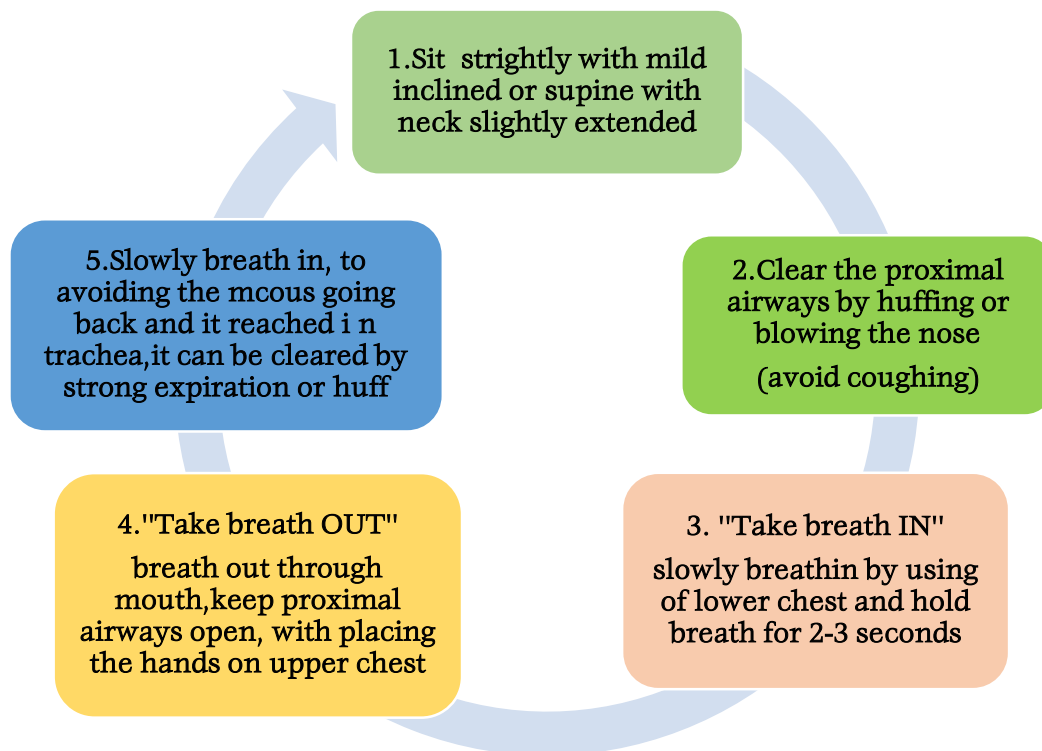 1.Sit strightly with mild
inclined or supine with
neck slightly extended
2.Clear the proximal
airways by huffing or
blowing the nose
(avoid coughing)
3. "Take breath IN"
slowly breathin by using
of lower chest and hold
breath for 2-3 seconds
4."Take breath OUT"
breath out through
mouth,keep proximal
airways open, with placing
the hands on upper chest
5.Slowly breath in, to
avoiding the mcous going
back and it reached i n
trachea,it can be cleared by
strong expiration or huff